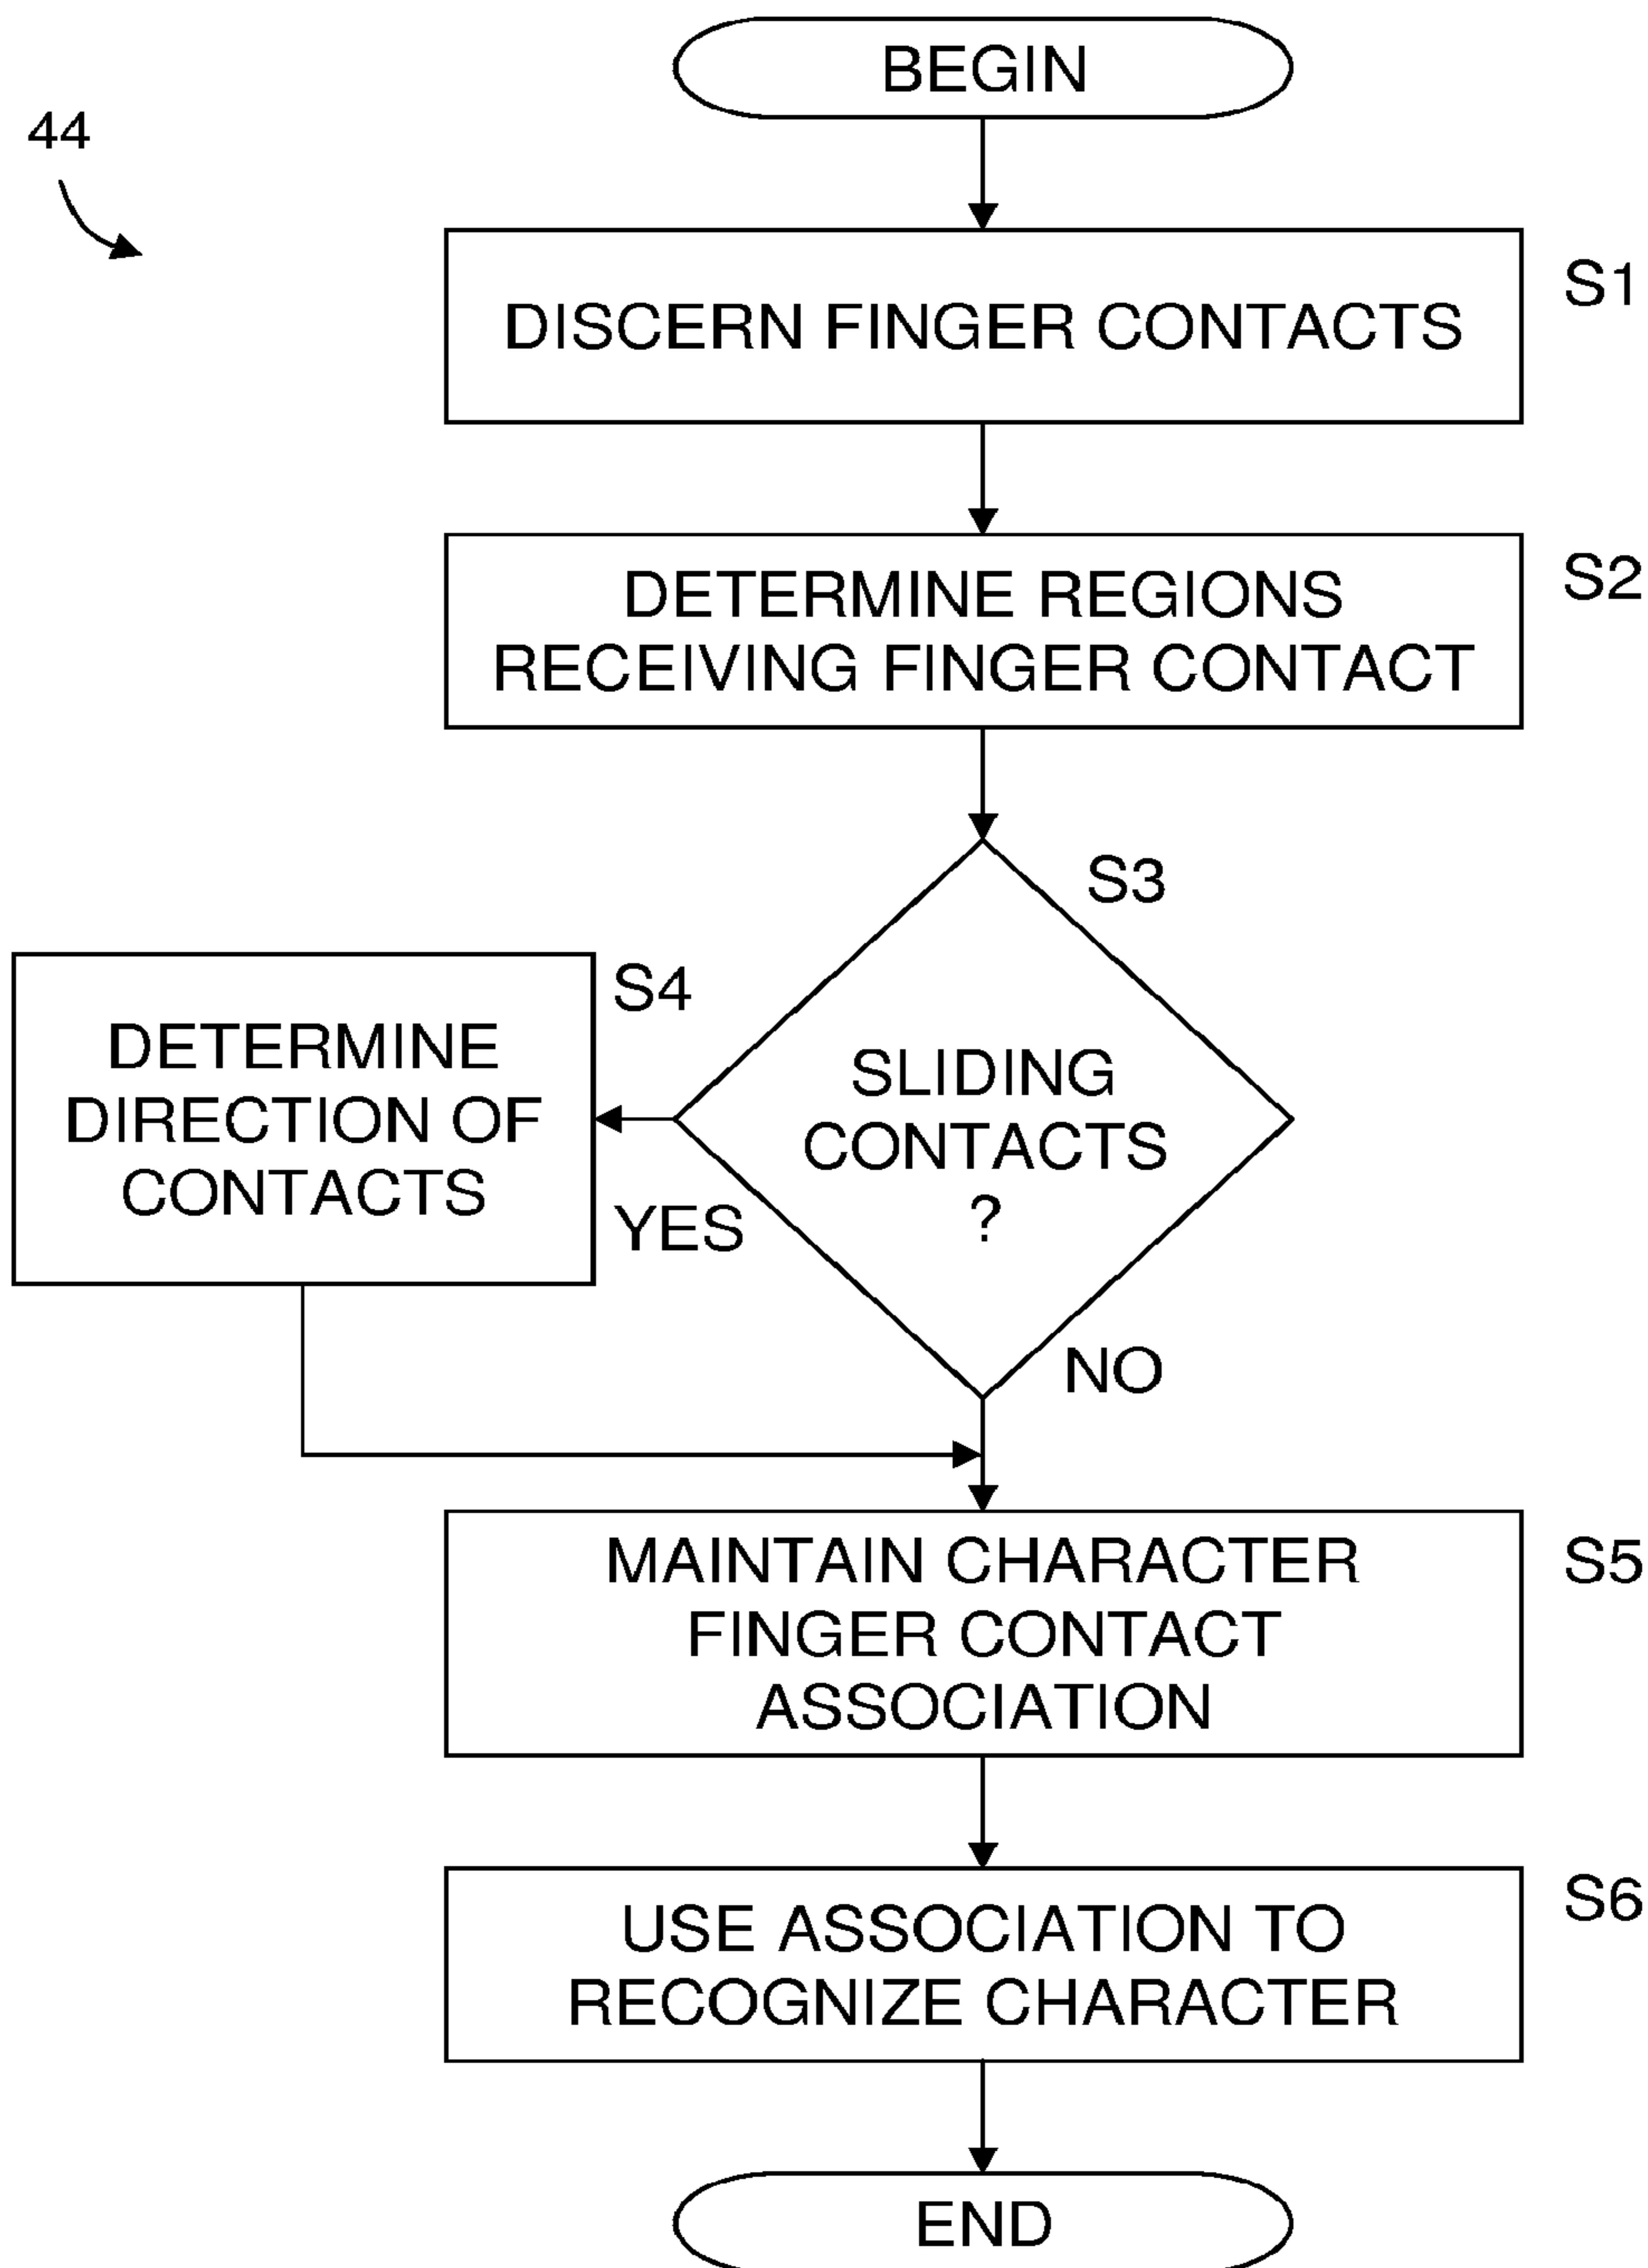 BEGIN
44
DISCERN FINGER CONTACTS
S1
DETERMINE REGIONS
RECEIVING FINGER CONTACT
S2
S3
SLIDING
CONTACTS
?
S4
DETERMINE
DIRECTION OF
CONTACTS
YES
NO
MAINTAIN CHARACTER
FINGER CONTACT
ASSOCIATION
S5
USE ASSOCIATION TO
RECOGNIZE CHARACTER
S6
END